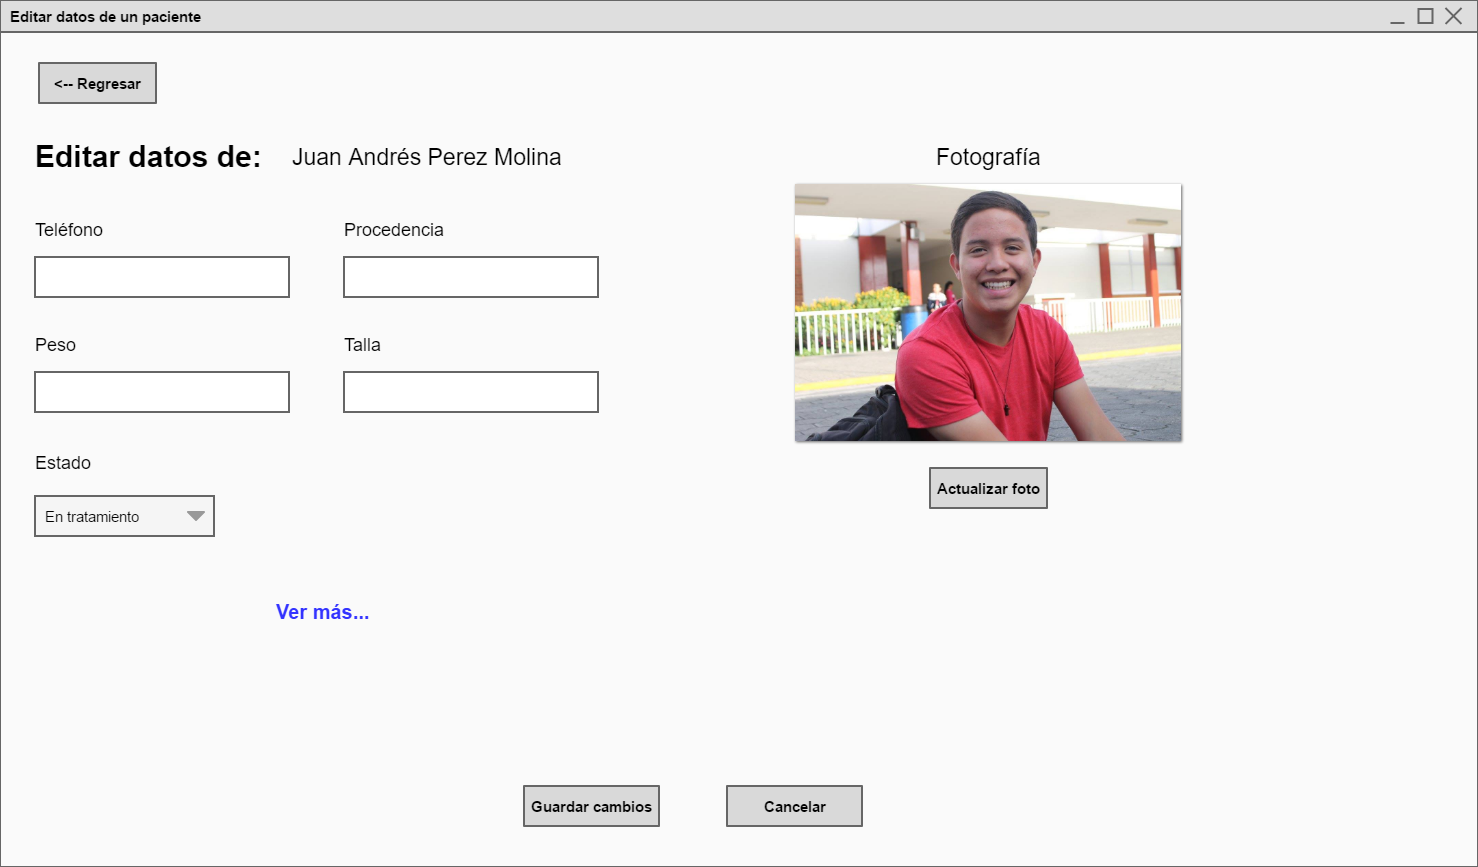 Editar datos de un paciente
<-- Regresar
Editar datos de: Juan Andrés Perez Molina
Fotografía
Teléfono
Procedencia
Peso
Talla
Actualizar foto
Estado
En tratamiento
Ver más...
Guardar cambios
Cancelar